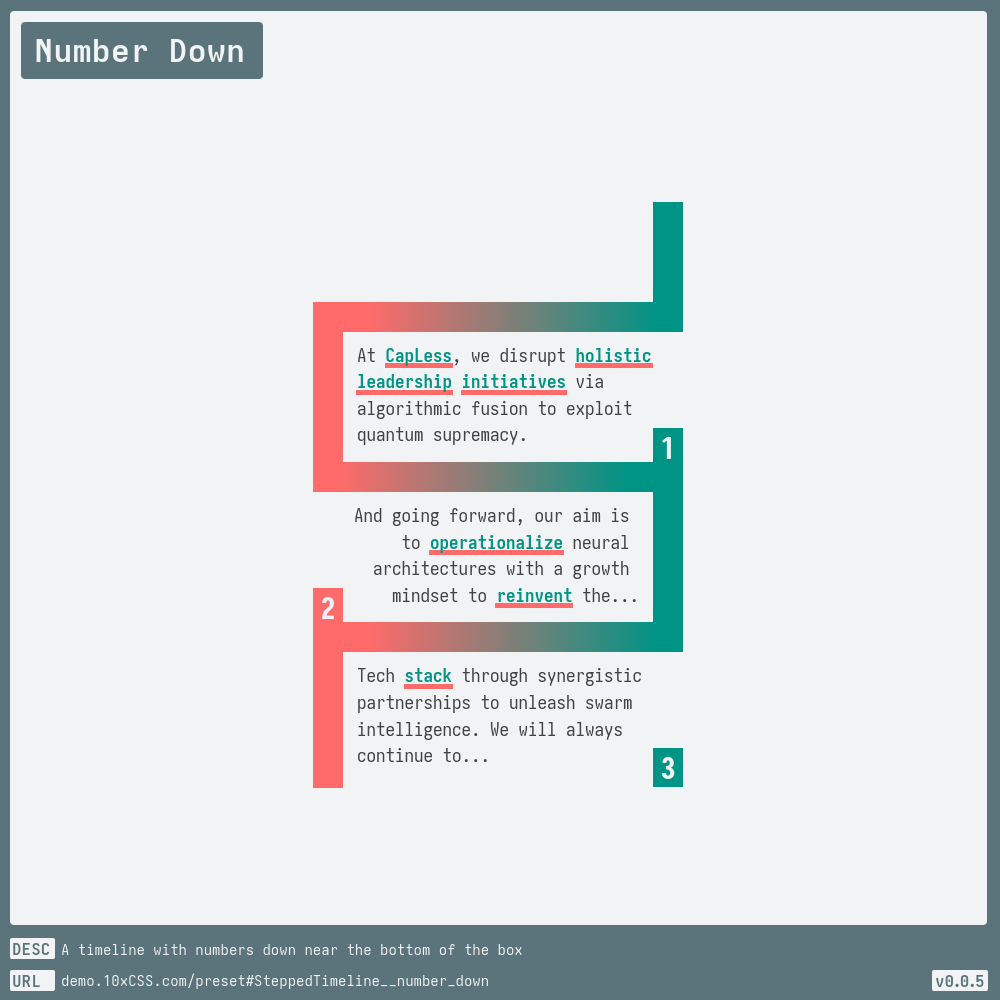 Number Down
At CapLess, we disrupt holistic
leadership initiatives via
algorithmic fusion to exploit
quantum supremacy.
1
And going forward, our aim is
to operationalize neural
architectures with a growth
mindset to reinvent the...
2
Tech stack through synergistic
partnerships to unleash swarm
intelligence. We will always
continue to...
3
DESC A timeline with numbers down near the bottom of the box
URL demo.10xCSS.com/preset#SteppedTimeline__number_down
v0.0.5